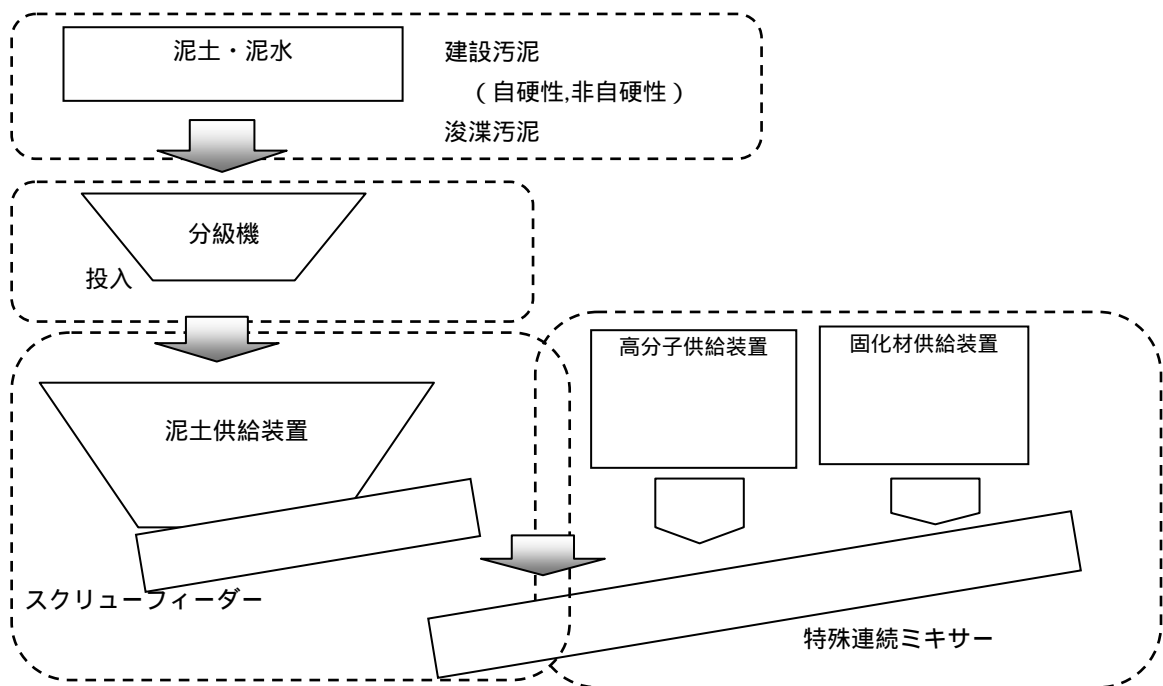 泥土・泥水
建設汚泥
（自硬性,非自硬性）
浚渫汚泥
分級機
投入
高分子供給装置
固化材供給装置
泥土供給装置
スクリューフィーダー
特殊連続ミキサー